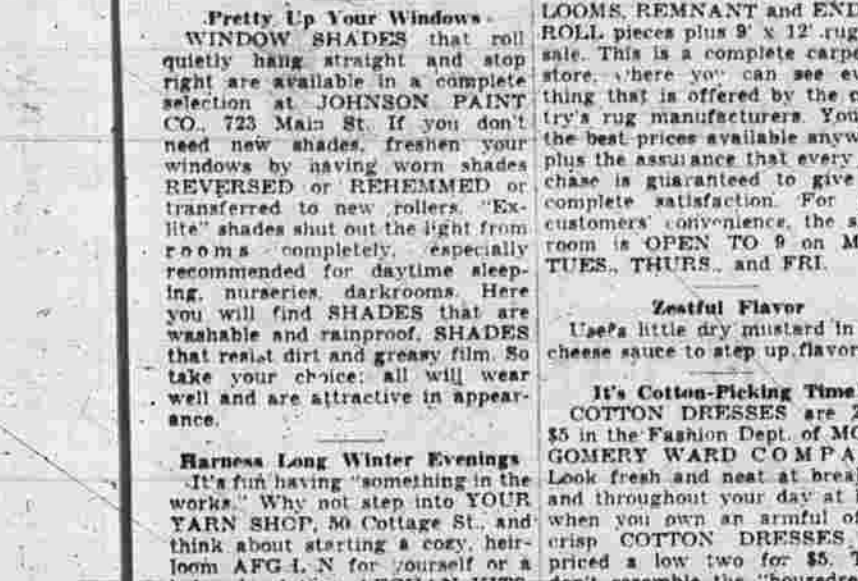 Pretty Up Your Windows
WINDOW SHADES that roll
quietly hang straight and stop
right are available in a complete
selection at JOHNSON PAINT
CO., 723 Main St. If you don't
need new shades, freshen your
windows by having worn shades
REVERSED or REHEMMED or
transferred to new rollers. "Ex-
lite" shades shut out the light from
rooms completely, especially
recommended for daytime sleep-
ing, nurseries, darkrooms. Here
you will find SHADES that are
washable and rainproof, SHADES
that resist dirt and greasy film. So
take your choice; all will wear
well and are attractive in appear-
ance.
Harness Long Winter Evenings
It's fun having "something in the
works." Why not step into YOUR
YARN SHOP, 50 Cottage St., and
think about starting a cozy, heir-
loom for yourself or a
LOOMS, REMNANT and END
ROLL pieces plus 9' x 12' rug
sale. This is a complete carpe
store, where you can see ev
thing that is offered by the c
try's rug manufacturers. You
the best prices available anyw
plus the assurance that every
chase is guaranteed to give
complete satisfaction. For
customers' convenience, the s
room is OPEN TO 9 on M
TUES., THURS., and FRI.
Zestful Flavor
Use a little dry mustard in
cheese sauce to step up flavor
It's Cotton-Picking Time
COTTON DRESSES are 2
$5 in the Fashion Dept. of MO
GOMERY WARD COMPA
Look fresh and neat at brea
and throughout your day at
when you own an armful of
crisp COTTON DRESSES
priced a low two for $5. T